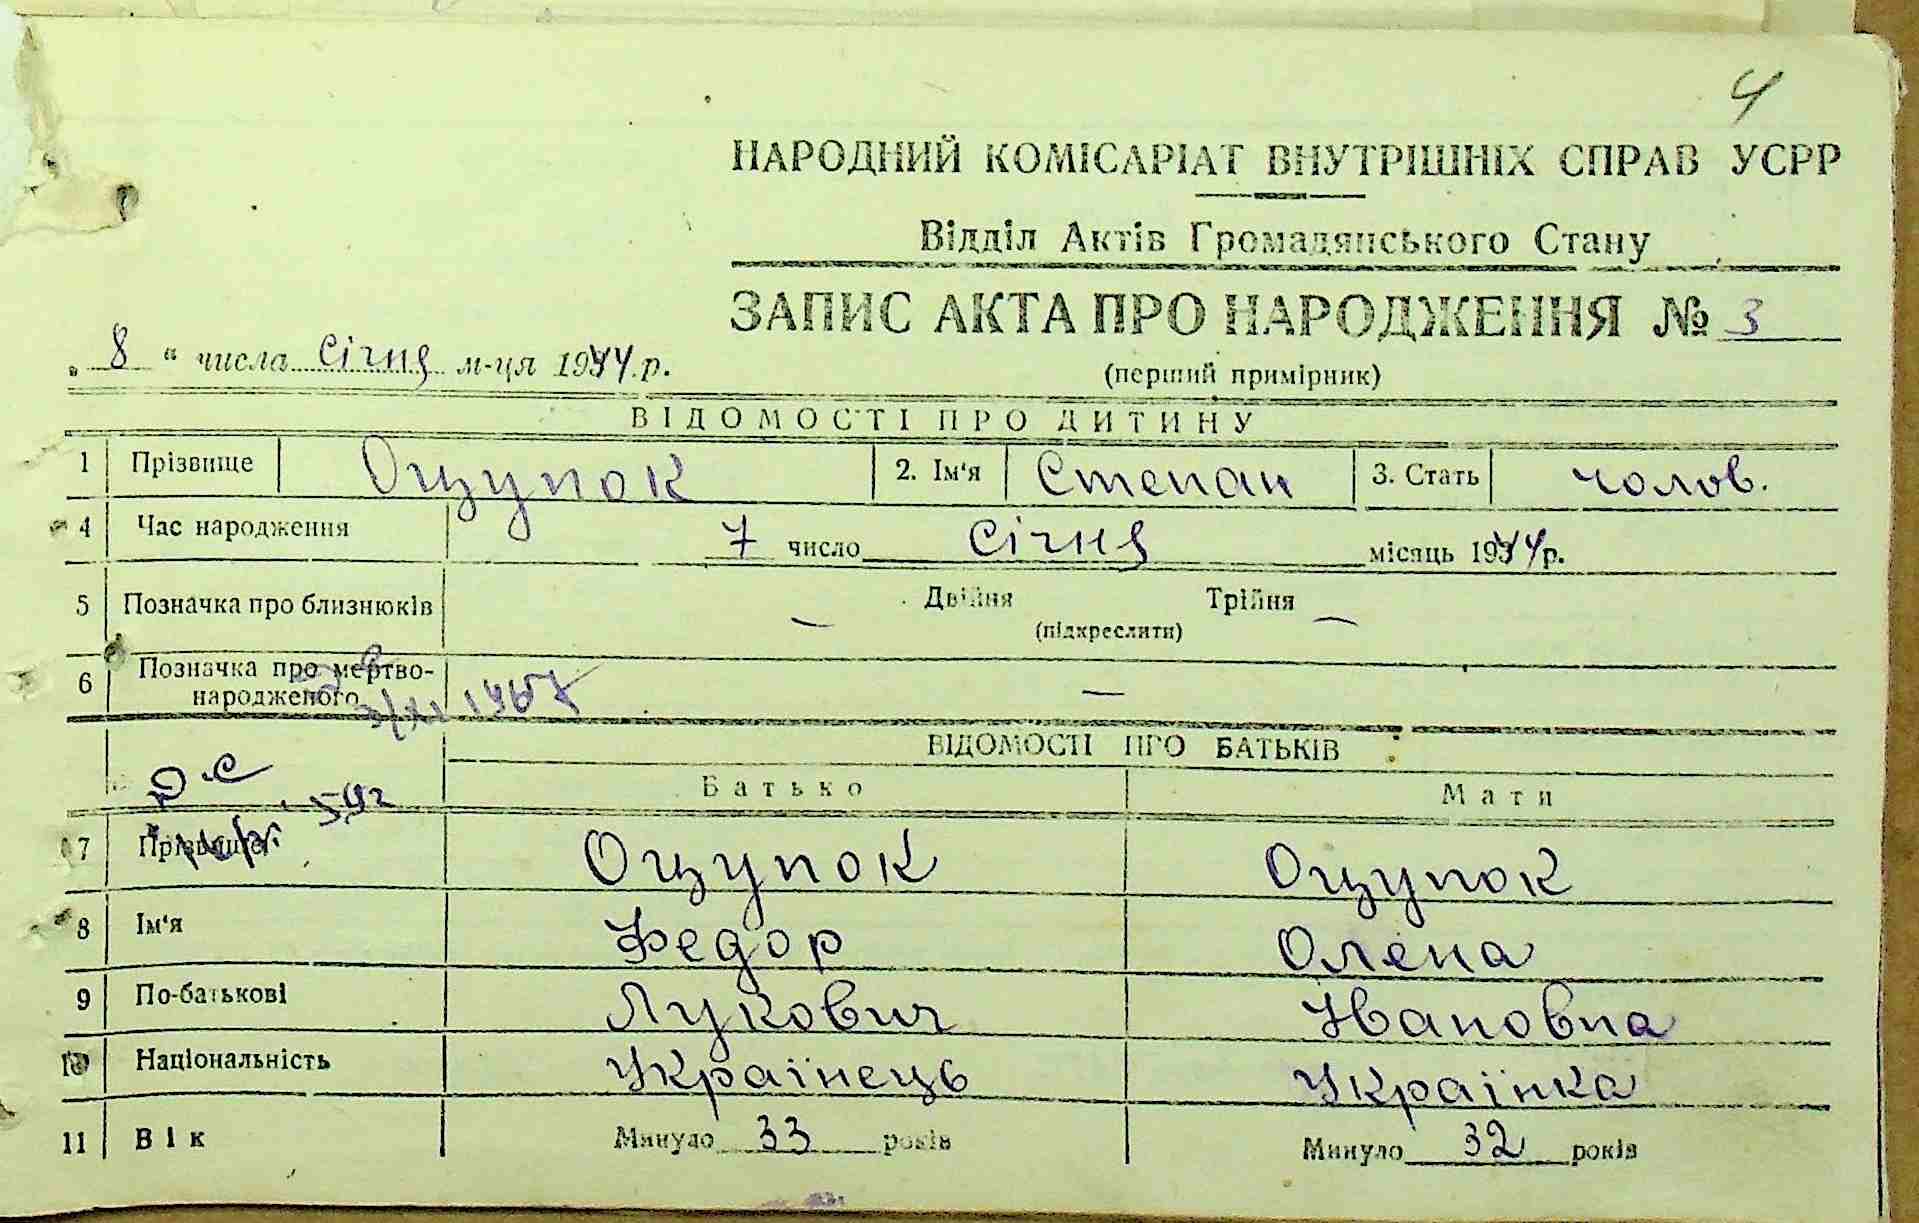 4
НАРОДНИЙ КОМІСАРІАТ ВНУТРІШНІХ СПРАВ УСРР
Відділ Актів Громадянського Стану
ЗАПИС АКТА ПРО НАРОДЖЕННЯ № 3
„ 8 “ числа січня м-ця 1944 р.
(перший примірник)
ВІДОМОСТІ ПРО ДИТИНУ
1 Прізвище Ощупок 2. Ім'я Степан 3. Стать чолов.
4 Час народження 7 число січня місяць 1944 р.
5 Позначка про близнюків — Двійня Трійня —
(підкреслити)
6 Позначка про мертво-
народженого —
1967
ВІДОМОСТІ ПРО БАТЬКІВ
Батько Мати
7 Прізвище Ощупок Ощупок
8 Ім'я Федор Олена
9 По-батькові Лукович Івановна
10 Національність Українець Українка
11 Вік Минуло 33 років Минуло 32 років